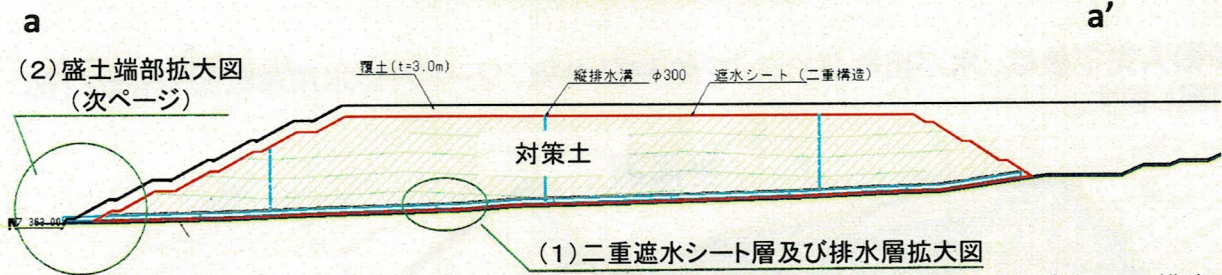 a
a’
(2)盛土端部拡大図
(次ページ)
覆土(t=3.0m)
縦排水溝 φ300
遮水シート(二重構造)
対策土
(1)二重遮水シート層及び排水層拡大図